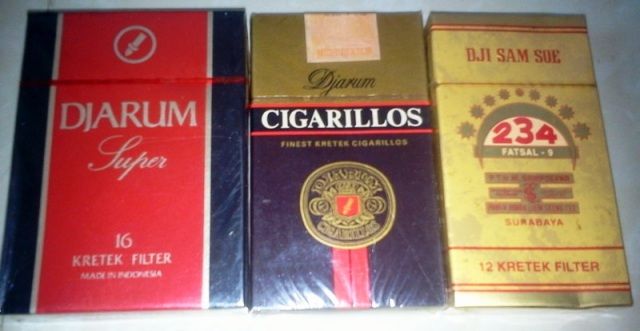 DJARUM
Super
16
KRETEK FILTER
MADE IN INDONESIA
Djarum
CIGARILLOS
FINEST KRETEK CIGARILLOS
DJI SAM SOE
234
FATSAL - 9
SURABAYA
12 KRETEK FILTER